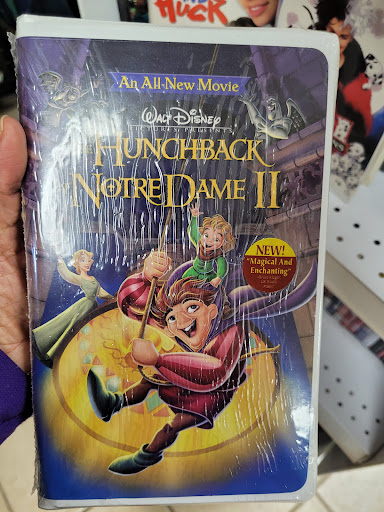 HUCK
An All-New Movie
WALT DISNEY
PICTURES PRESENTS
HUNCHBACK
NOTRE DAME II
NEW!
"Magical And
Enchanting"